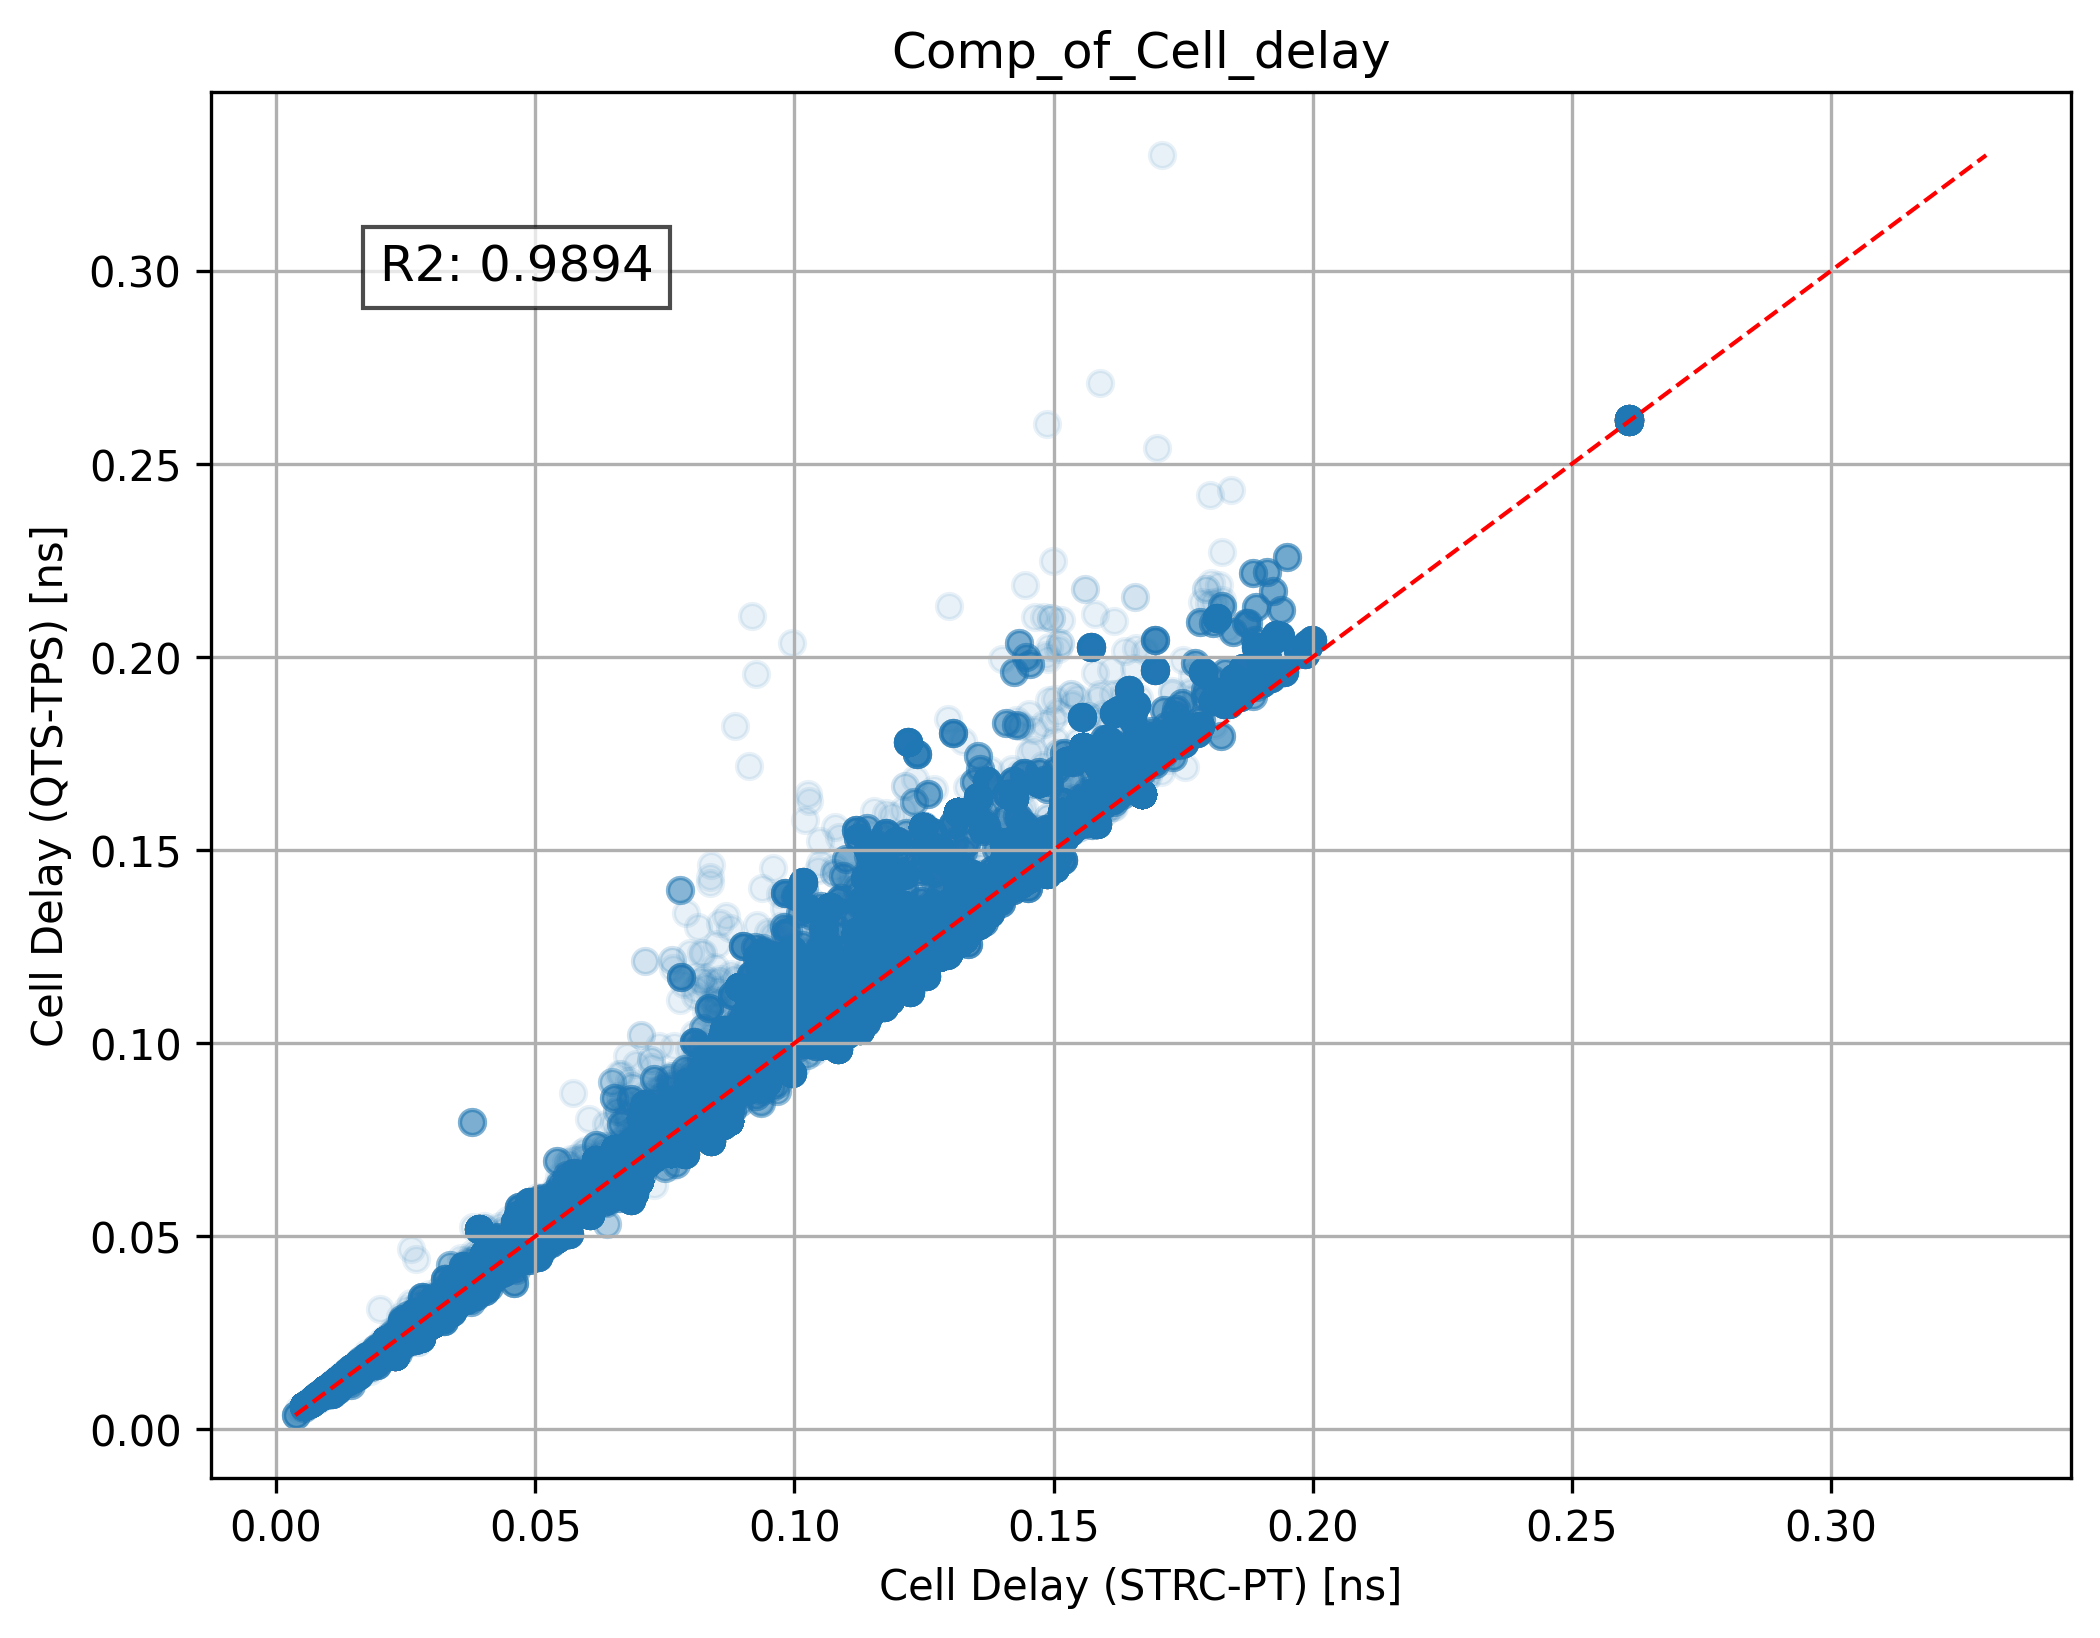 Comp_of_Cell_delay
R2: 0.9894
Cell Delay (QTS-TPS) [ns]
0.30
0.25
0.20
0.15
0.10
0.05
0.00
0.00 0.05 0.10 0.15 0.20 0.25 0.30
Cell Delay (STRC-PT) [ns]